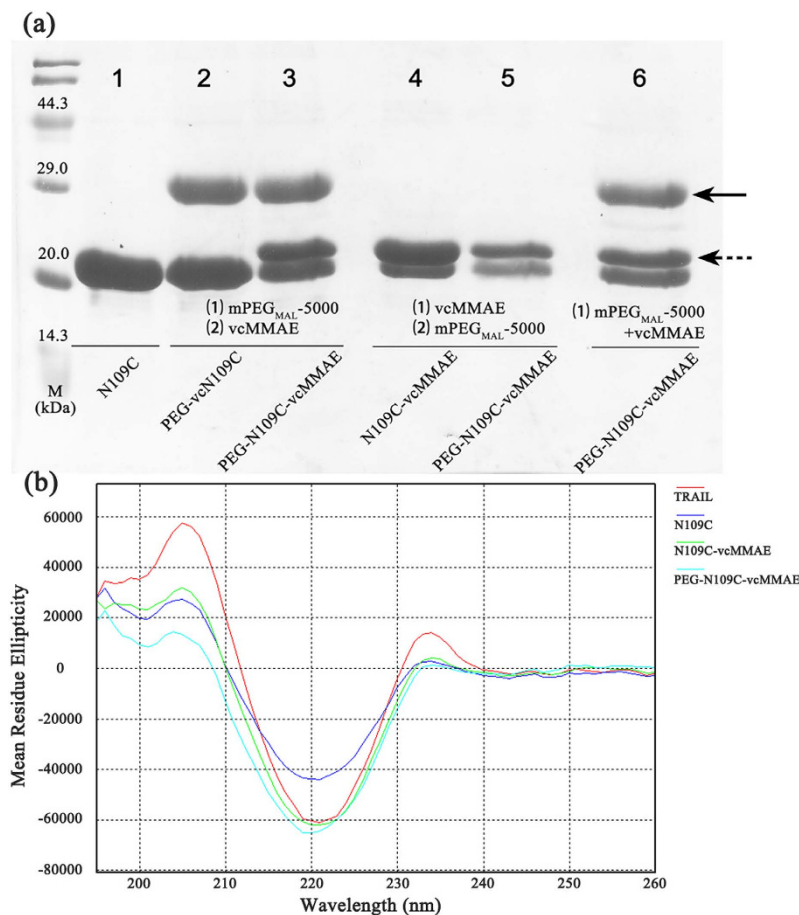 (a)
1 2 3 4 5 6
44.3
29.0
20.0
14.3
M
(kDa)
(1) mPEGMAL-5000
(2) vcMMAE
(1) vcMMAE
(2) mPEGMAL-5000
(1) mPEGMAL-5000
+vcMMAE
N109C
PEG-vcN109C
PEG-N109C-vcMMAE
N109C-vcMMAE
PEG-N109C-vcMMAE
PEG-N109C-vcMMAE
(b)
Mean Residue Ellipticity
60000
40000
20000
0
-20000
-40000
-60000
-80000
200 210 220 230 240 250 260
Wavelength (nm)
TRAIL
N109C
N109C-vcMMAE
PEG-N109C-vcMMAE